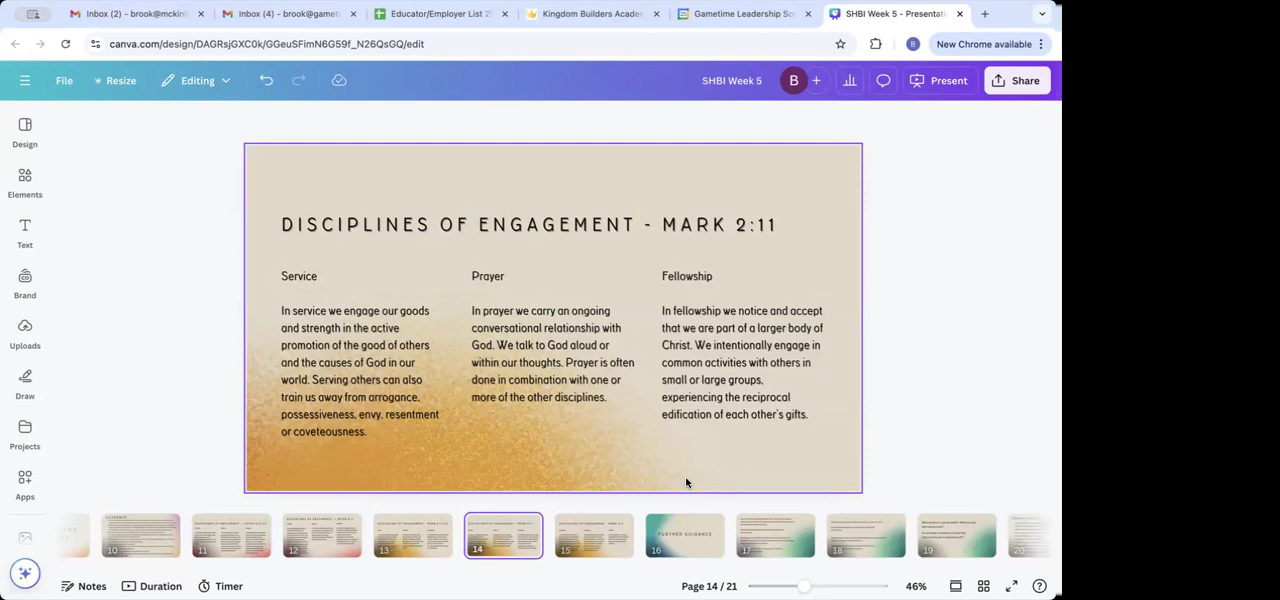 Inbox (2) - brook@mckin
Inbox (4) - brook@gameti
Educator/Employer List 2
Kingdom Builders Acader
Gametime Leadership Sc
SHBI Week 5 - Presentati
canva.com/design/DAGRsjGXC0k/GGeuSFimN6G59f_N26QsGQ/edit
B
New Chrome available
File
Resize
Editing
SHBI Week 5
B
Present
Share
Design
Elements
Text
Brand
Uploads
Draw
Projects
Apps
DISCIPLINES OF ENGAGEMENT - MARK 2:11
Service
In service we engage our goods
and strength in the active
promotion of the good of others
and the causes of God in our
world. Serving others can also
train us away from arrogance,
possessiveness, envy, resentment
or coveteousness.
Prayer
In prayer we carry an ongoing
conversational relationship with
God. We talk to God aloud or
within our thoughts. Prayer is often
done in combination with one or
more of the other disciplines.
Fellowship
In fellowship we notice and accept
that we are part of a larger body of
Christ. We intentionally engage in
common activities with others in
small or large groups,
experiencing the reciprocal
edification of each other's gifts.
GUIDANCE
FURTHER GUIDANCE
10
11
12
13
14
15
16
17
18
19
20
Notes
Duration
Timer
Page 14 / 21
46%